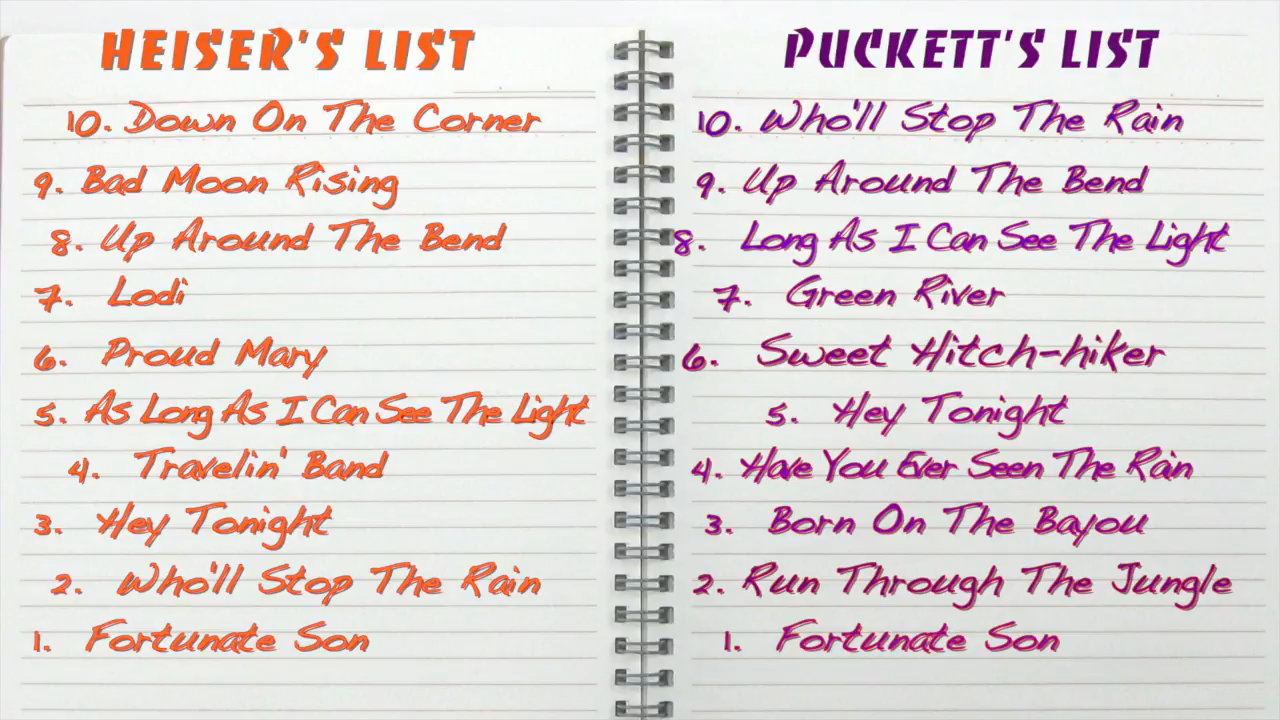 HEISER'S LIST
10. Down On The Corner
9. Bad Moon Rising
8. Up Around The Bend
7. Lodi
6. Proud Mary
5. As Long As I Can See The Light
4. Travelin' Band
3. Hey Tonight
2. Who'll Stop The Rain
1. Fortunate Son
PUCKETT'S LIST
10. Who'll Stop The Rain
9. Up Around The Bend
8. Long As I Can See The Light
7. Green River
6. Sweet Hitch-hiker
5. Hey Tonight
4. Have You Ever Seen The Rain
3. Born On The Bayou
2. Run Through The Jungle
1. Fortunate Son